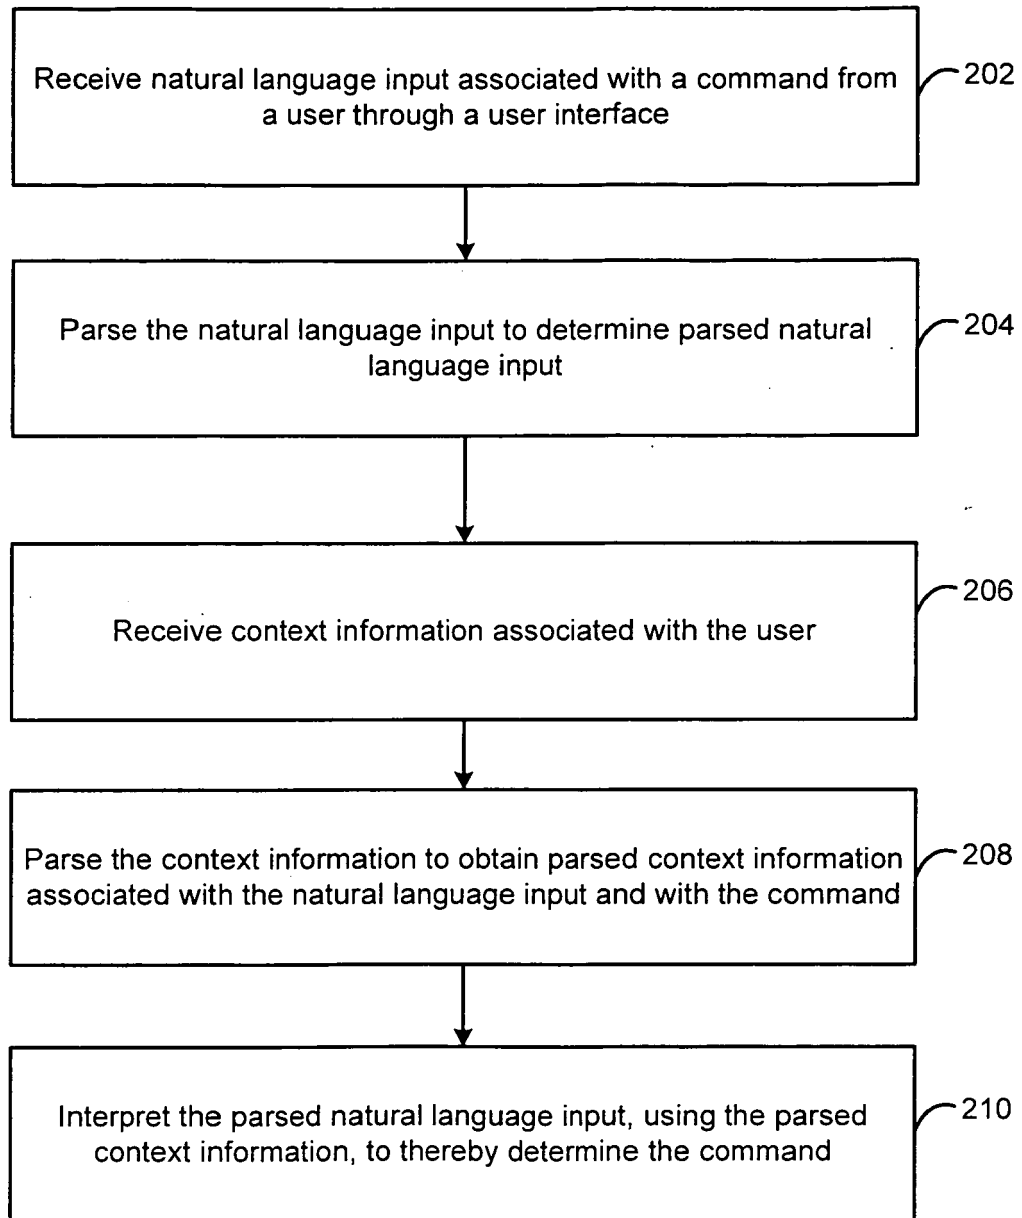 Receive natural language input associated with a command from
a user through a user interface
202
Parse the natural language input to determine parsed natural
language input
204
Receive context information associated with the user
206
Parse the context information to obtain parsed context information
associated with the natural language input and with the command
208
Interpret the parsed natural language input, using the parsed
context information, to thereby determine the command
210